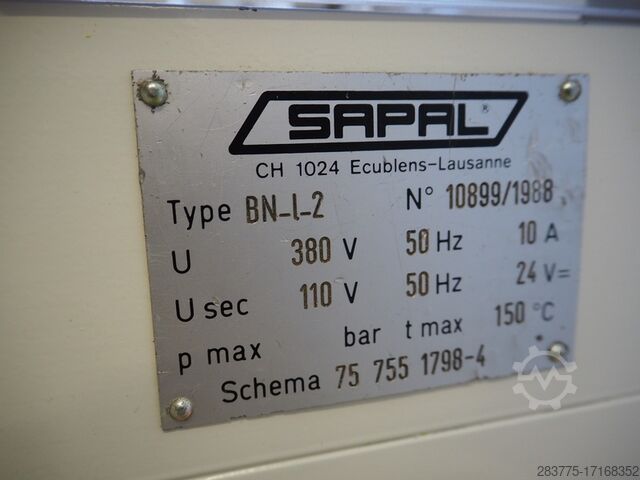 SAPAL®
CH 1024 Ecublens-Lausanne
Type BN-L-2 N° 10899/1988
U 380 V 50 Hz 10 A
U sec 110 V 50 Hz 24 V=
p max bar t max 150 °C
Schema 75 755 1798-4
283775-17168352